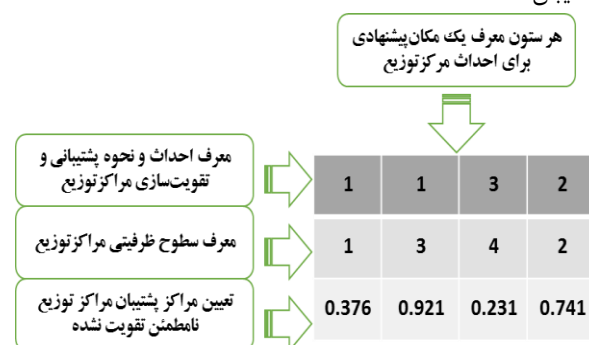 هر ستون معرف یک مکان‌پیشنهادی
برای احداث مرکزتوزیع
معرف احداث و نحوه پشتیبانی و
تقویت‌سازی مراکزتوزیع
1 1 3 2
معرف سطوح ظرفیتی مراکزتوزیع
1 3 4 2
تعیین مراکز پشتیبان مراکز توزیع
نامطمئن تقویت نشده
0.376 0.921 0.231 0.741